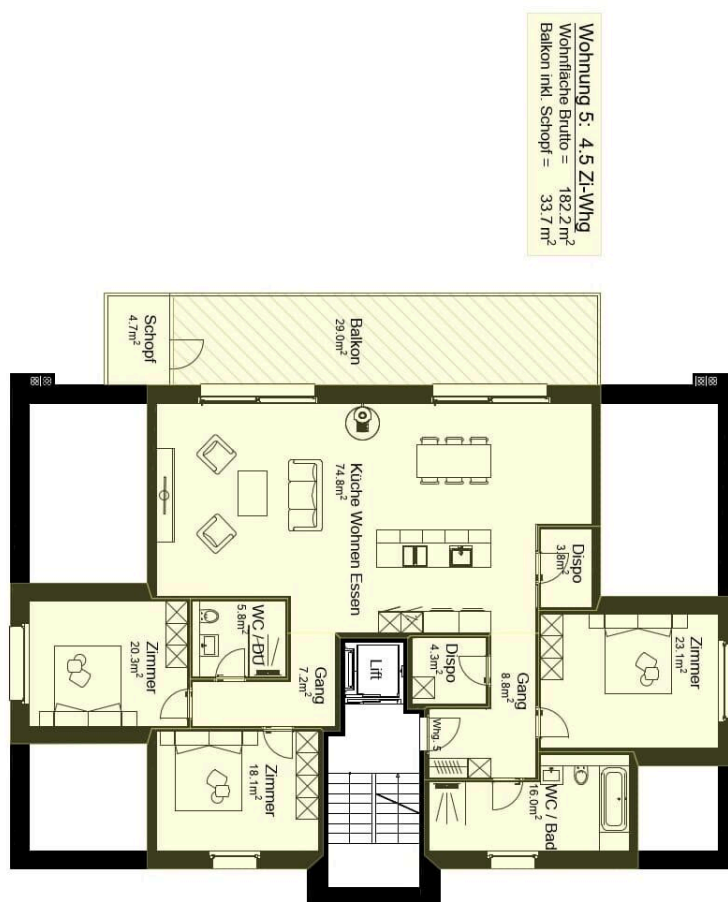 Wohnung 5: 4.5 Zi-Whg
Wohnfläche Brutto = 182.2 m²
Balkon inkl. Schopf = 33.7 m²
Balkon
29.0m²
Schopf
4.7m²
Küche Wohnen Essen
74.8m²
Dispo
3.8m²
Zimmer
23.1m²
Gang
8.8m²
Dispo
4.3m²
Lift
WC / DU
5.8m²
Gang
7.2m²
Zimmer
20.3m²
Whg. 5
WC / Bad
16.0m²
Zimmer
18.1m²